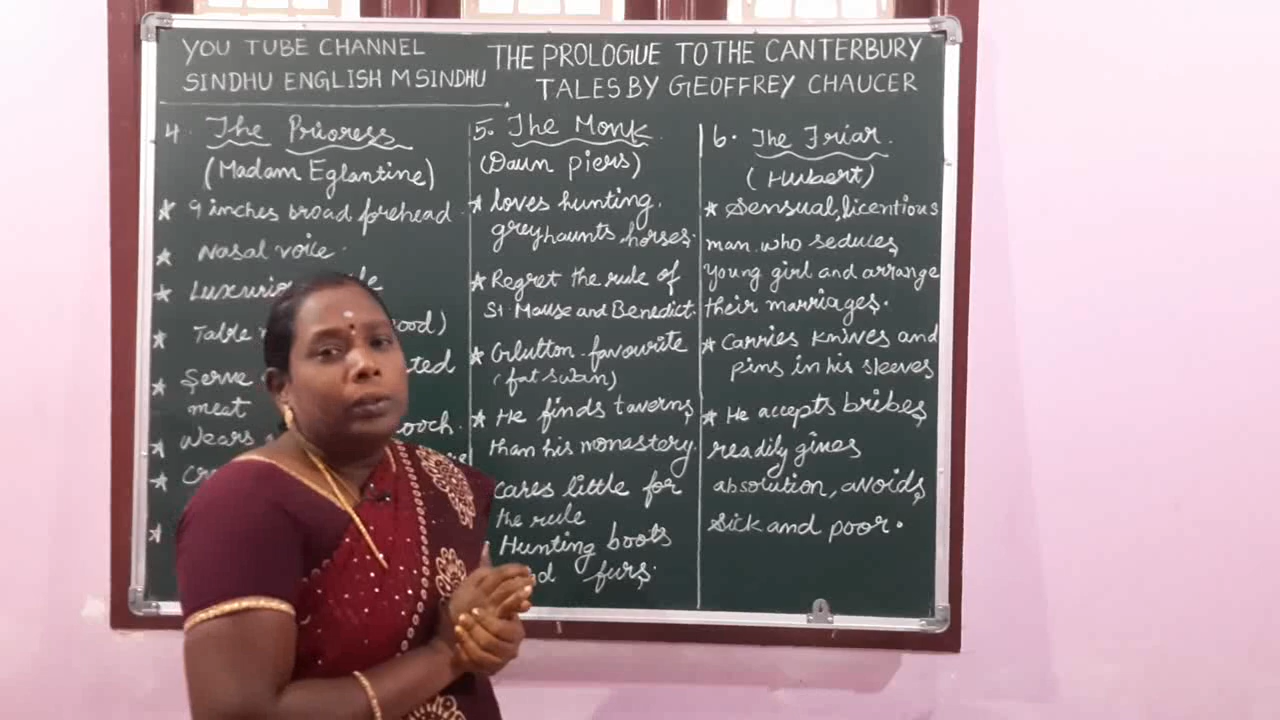 YOU TUBE CHANNEL
SINDHU ENGLISH M SINDHU
THE PROLOGUE TO THE CANTERBURY
TALES BY GEOFFREY CHAUCER
4. The Prioress
(Madam Eglantine)
★ 9 inches broad forehead.
★ Nasal voice.
★
★ Table
★ Serve
meat
★ Wears
★
★
5. The Monk
(Daun piers)
★ loves hunting.
greyhaunts, horses.
★ Regret the rule of
St. Mause and Benedict.
★ Glutton. favourite
(fat swan)
★ He finds taverns
than his monastery.
cares little for
the rule
Hunting boots
furs.
6. The Friar.
(Hubert)
★ Sensual, licentious
man who seduces
young girl and arrange
their marriages.
★ Carries knives and
pins in his sleeves
★ He accepts bribes
readily gives
absolution, avoids
sick and poor.